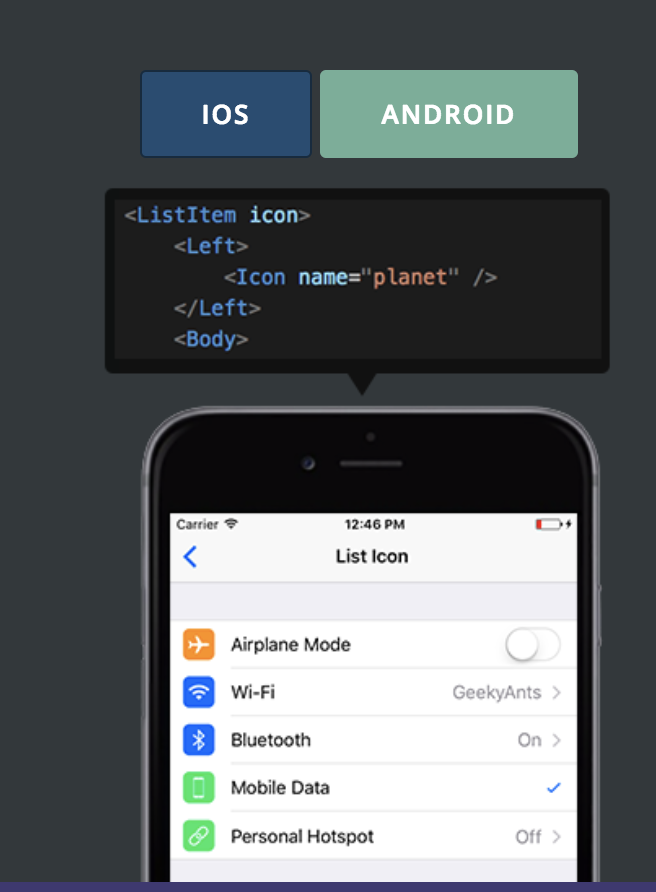 IOS
ANDROID
<ListItem icon>
<Left>
<Icon name="planet" />
</Left>
<Body>
Carrier 12:46 PM
List Icon
Airplane Mode
Wi-Fi GeekyAnts
Bluetooth On
Mobile Data
Personal Hotspot Off